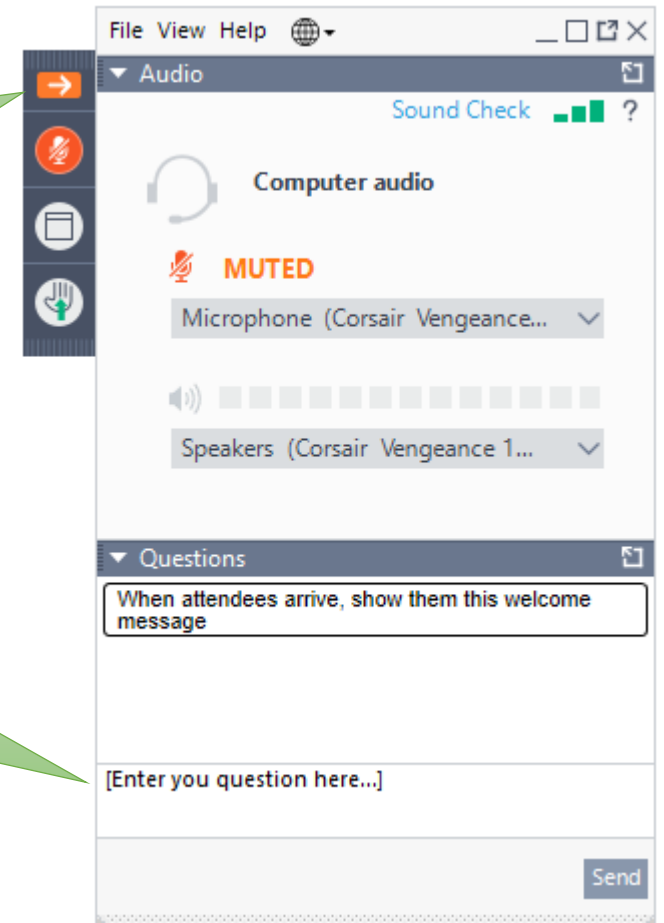 File View Help
Audio
Sound Check ?
Computer audio
MUTED
Microphone (Corsair Vengeance...
Speakers (Corsair Vengeance 1...
Questions
When attendees arrive, show them this welcome
message
[Enter you question here...]
Send